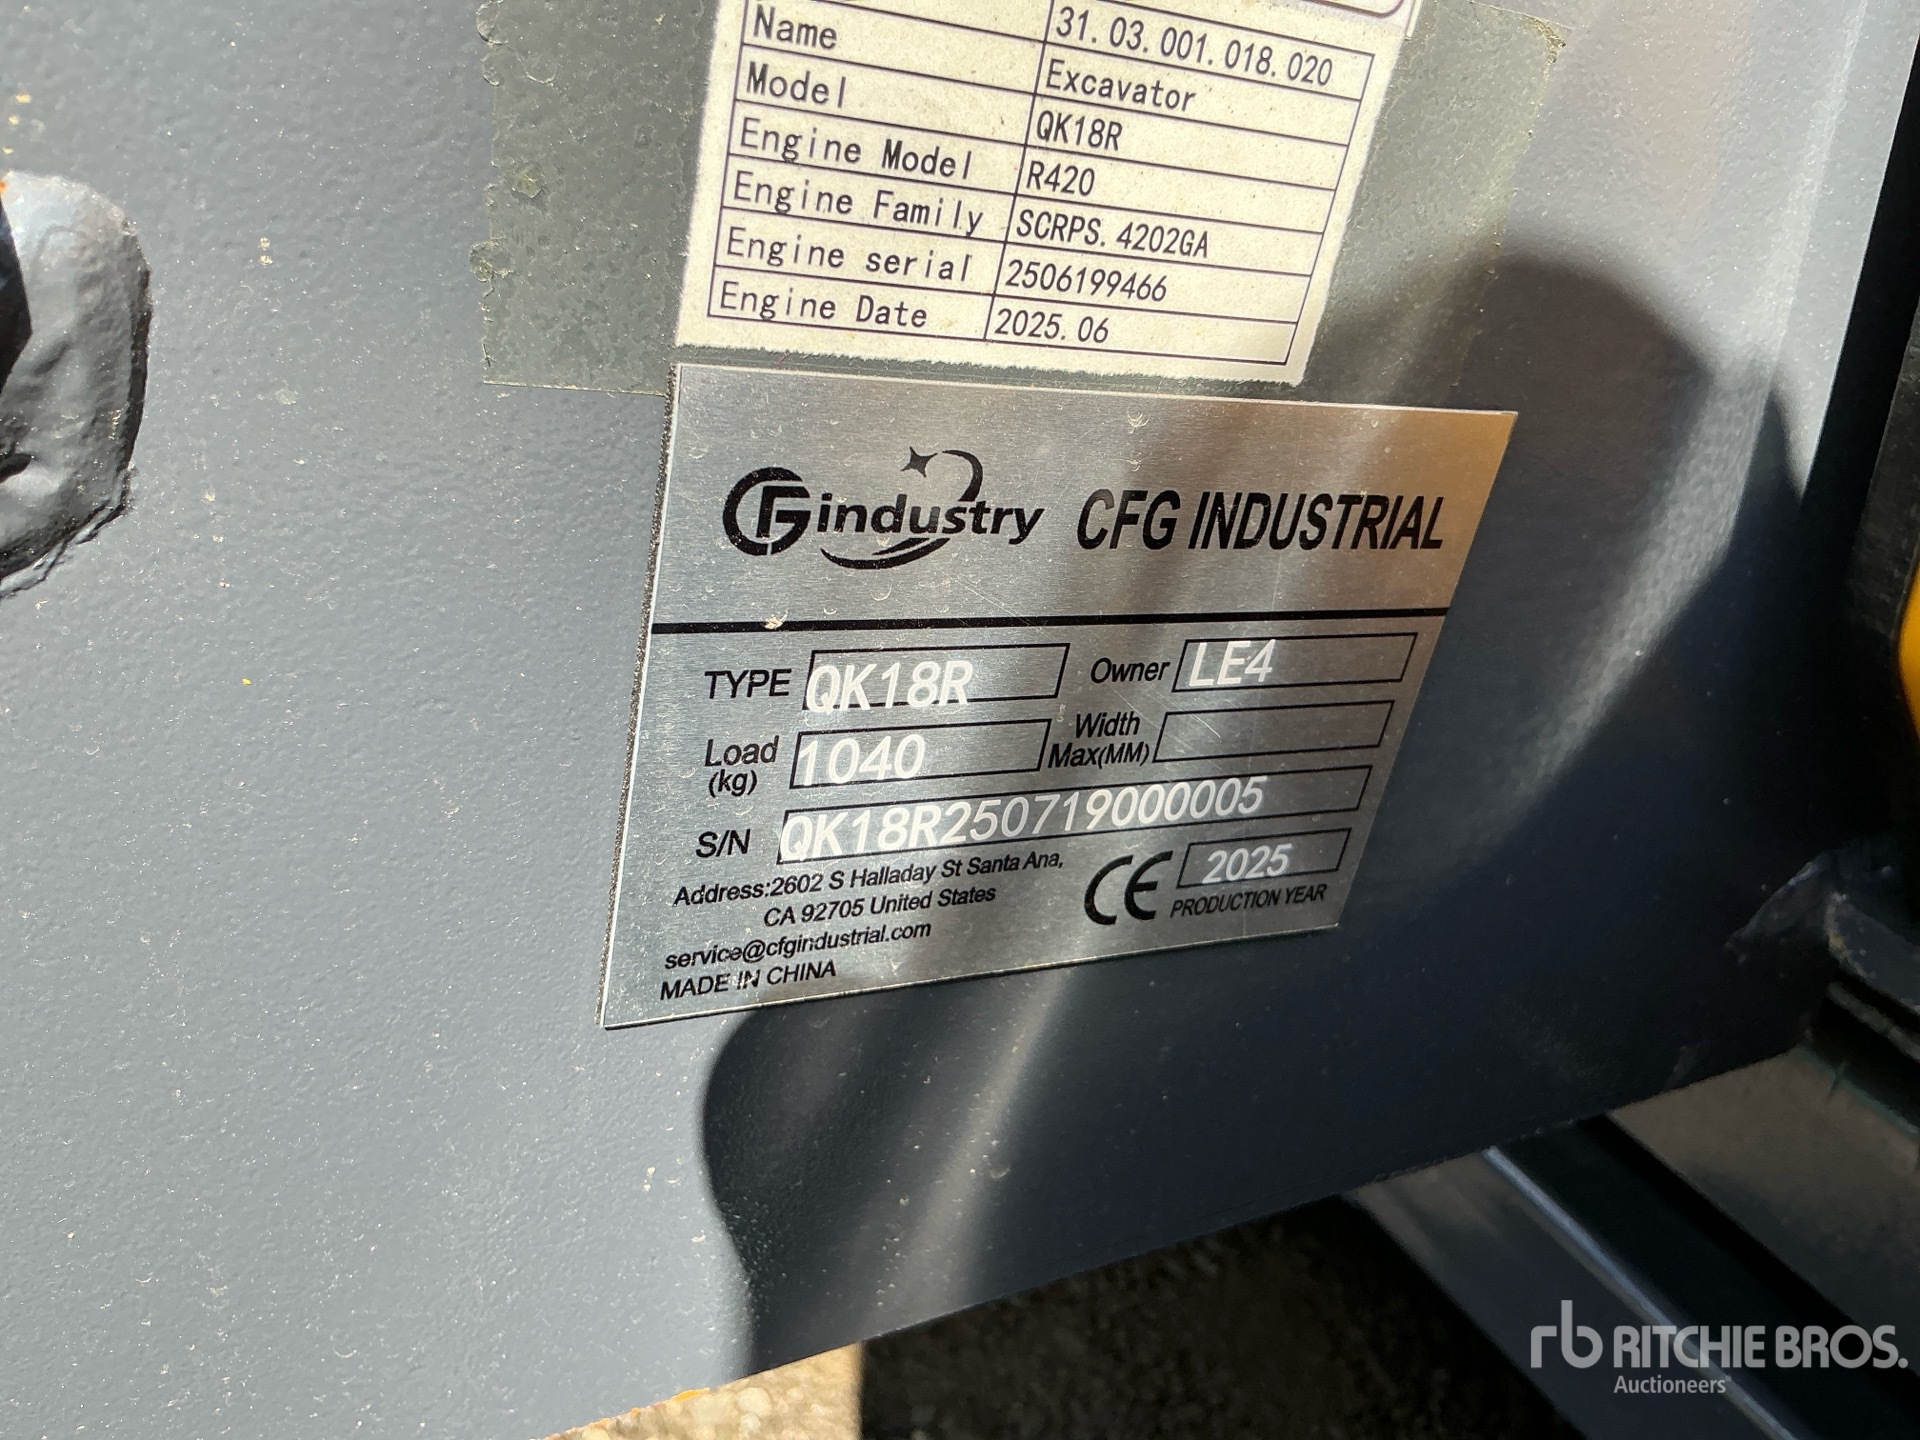 31.03.001.018.020
Name Excavator
Model QK18R
Engine Model R420
Engine Family SCRPS.4202GA
Engine serial 2506199466
Engine Date 2025.06
CFG industry CFG INDUSTRIAL
TYPE QK18R Owner LE4
Load (kg) 1040 Width Max(MM)
S/N QK18R250719000005
Address:2602 S Halladay St Santa Ana,
CA 92705 United States
CE 2025
PRODUCTION YEAR
service@cfgindustrial.com
MADE IN CHINA
rb RITCHIE BROS.
Auctioneers